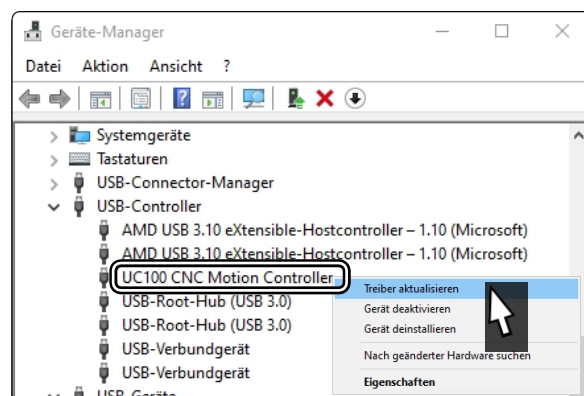 Geräte-Manager
Datei Aktion Ansicht ?
Systemgeräte
Tastaturen
USB-Connector-Manager
USB-Controller
AMD USB 3.10 eXtensible-Hostcontroller – 1.10 (Microsoft)
AMD USB 3.10 eXtensible-Hostcontroller – 1.10 (Microsoft)
UC100 CNC Motion Controller
Treiber aktualisieren
USB-Root-Hub (USB 3.0)
Gerät deaktivieren
USB-Root-Hub (USB 3.0)
Gerät deinstallieren
USB-Verbundgerät
Nach geänderter Hardware suchen
USB-Verbundgerät
Eigenschaften
USB-Geräte